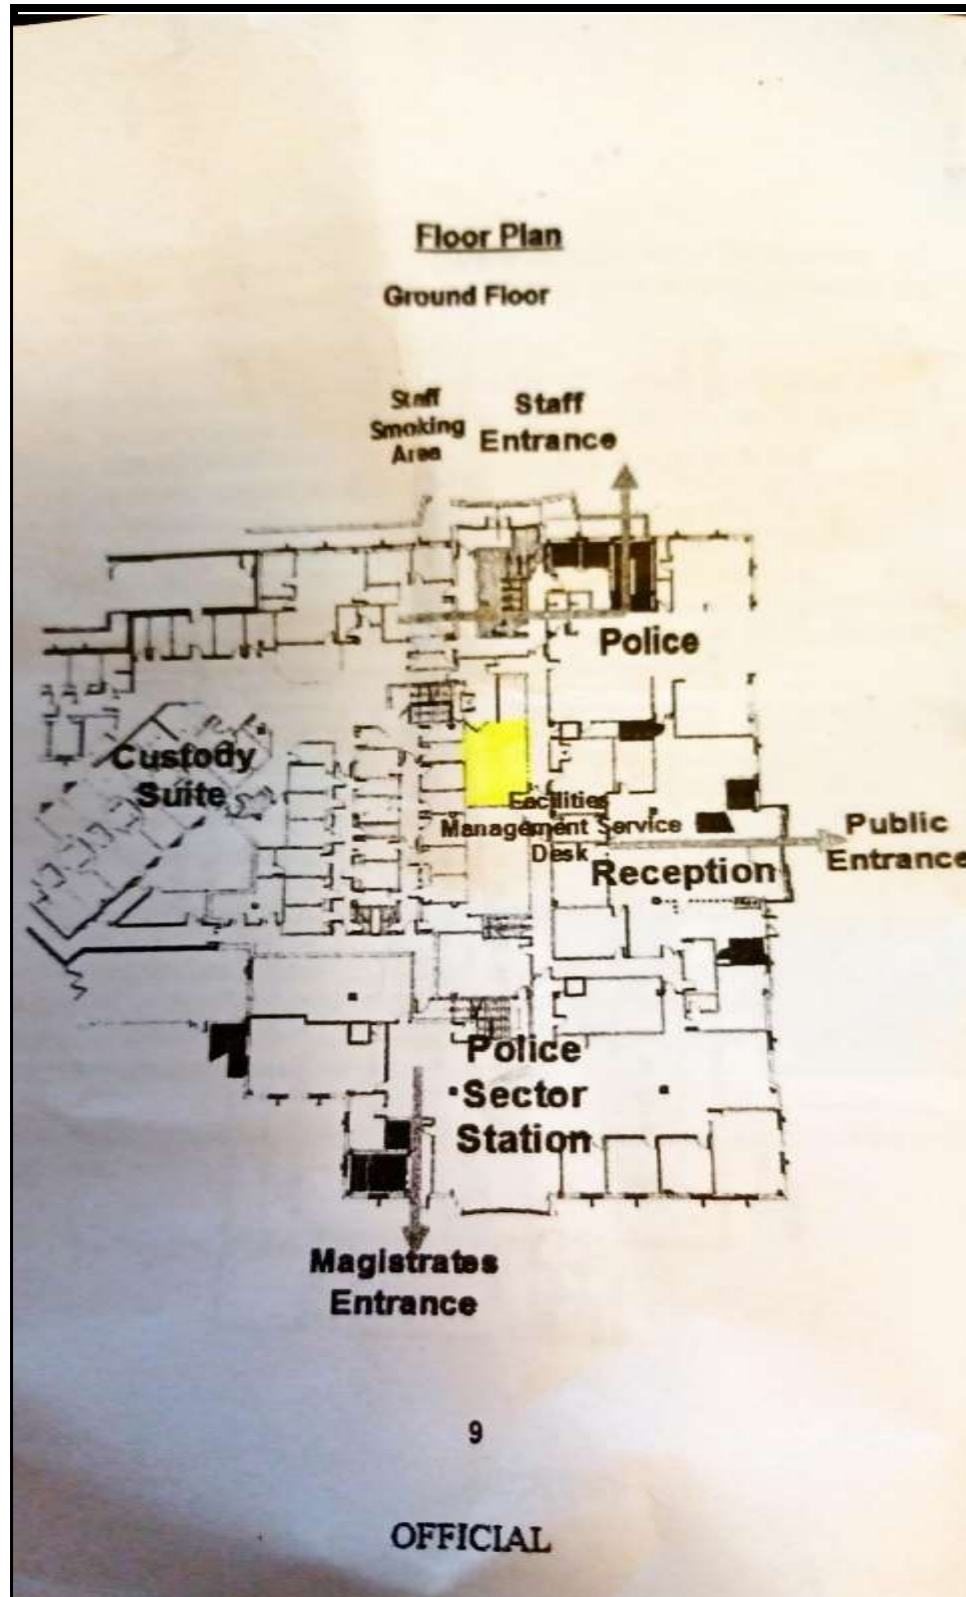 Floor Plan
Ground Floor
Staff
Smoking
Area
Staff
Entrance
Police
Custody
Suite
Facilities
Management Service
Desk
Public
Entrance
Reception
Police
Sector
Station
Magistrates
Entrance
9
OFFICIAL